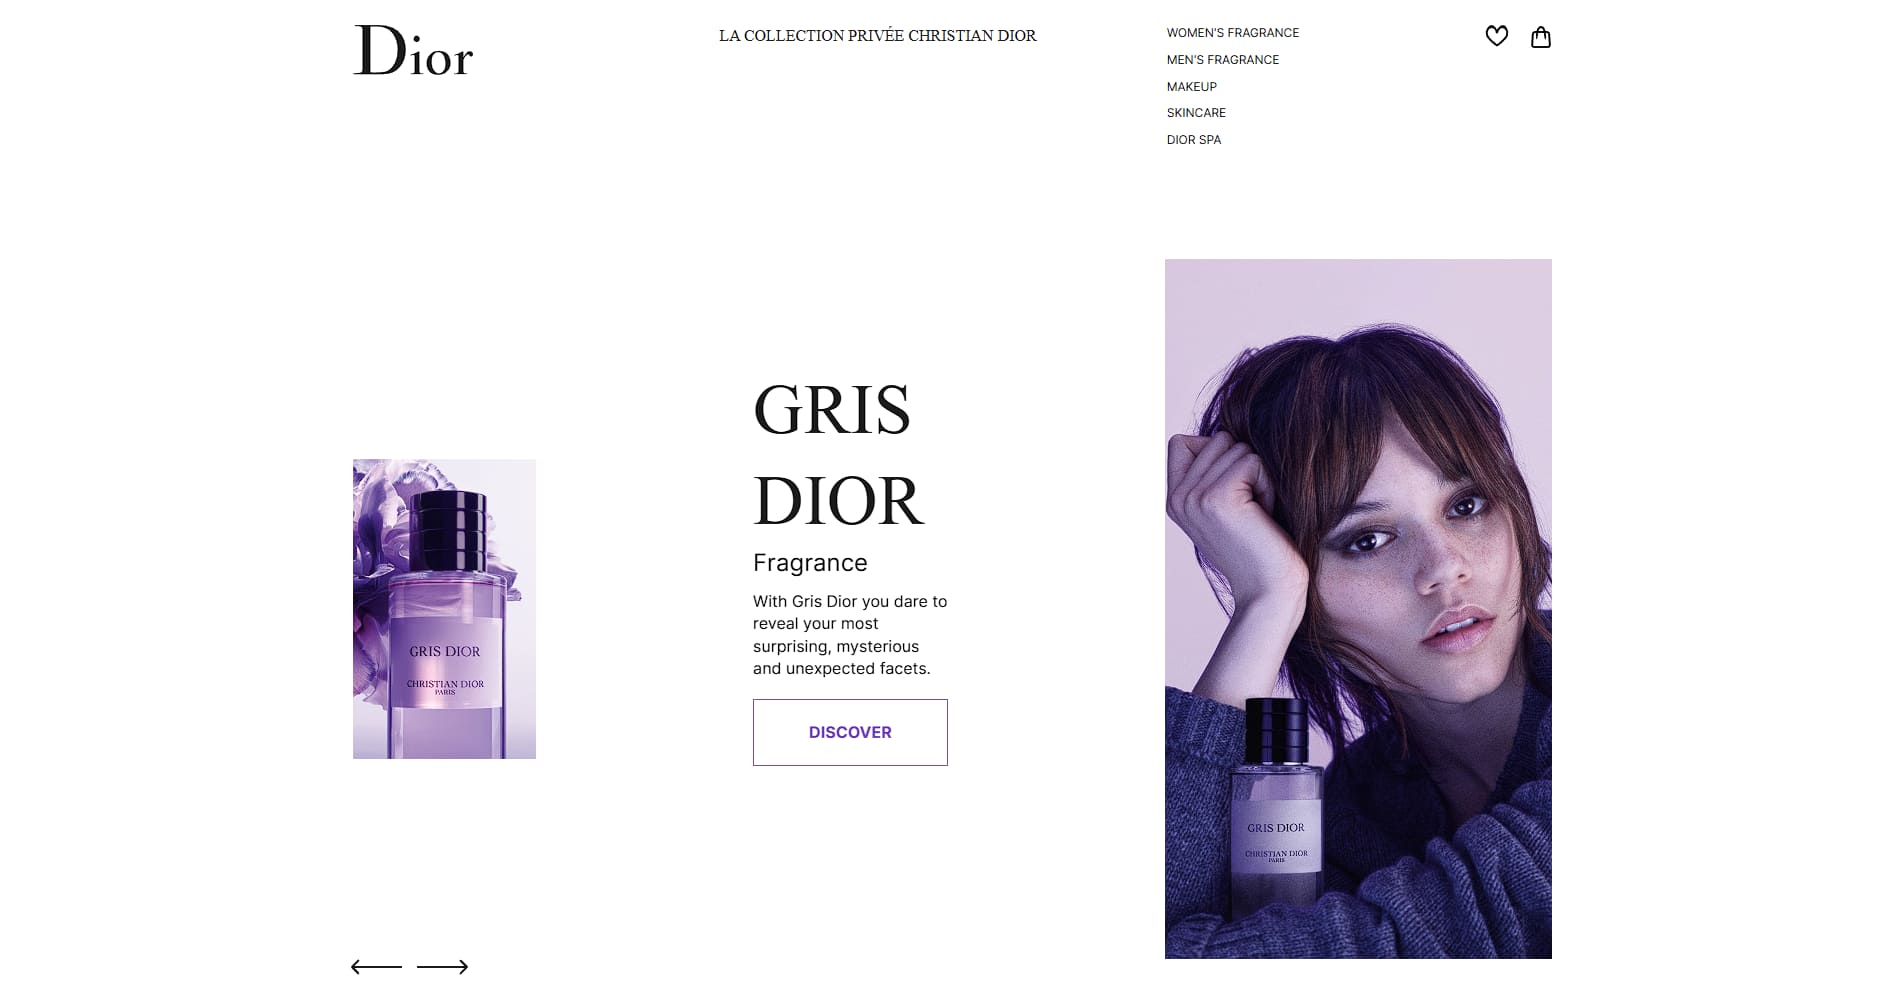 Dior
LA COLLECTION PRIVÉE CHRISTIAN DIOR
WOMEN'S FRAGRANCE
MEN'S FRAGRANCE
MAKEUP
SKINCARE
DIOR SPA
GRIS DIOR
CHRISTIAN DIOR
PARIS
GRIS
DIOR
Fragrance
With Gris Dior you dare to
reveal your most
surprising, mysterious
and unexpected facets.
DISCOVER
GRIS DIOR
CHRISTIAN DIOR
PARIS